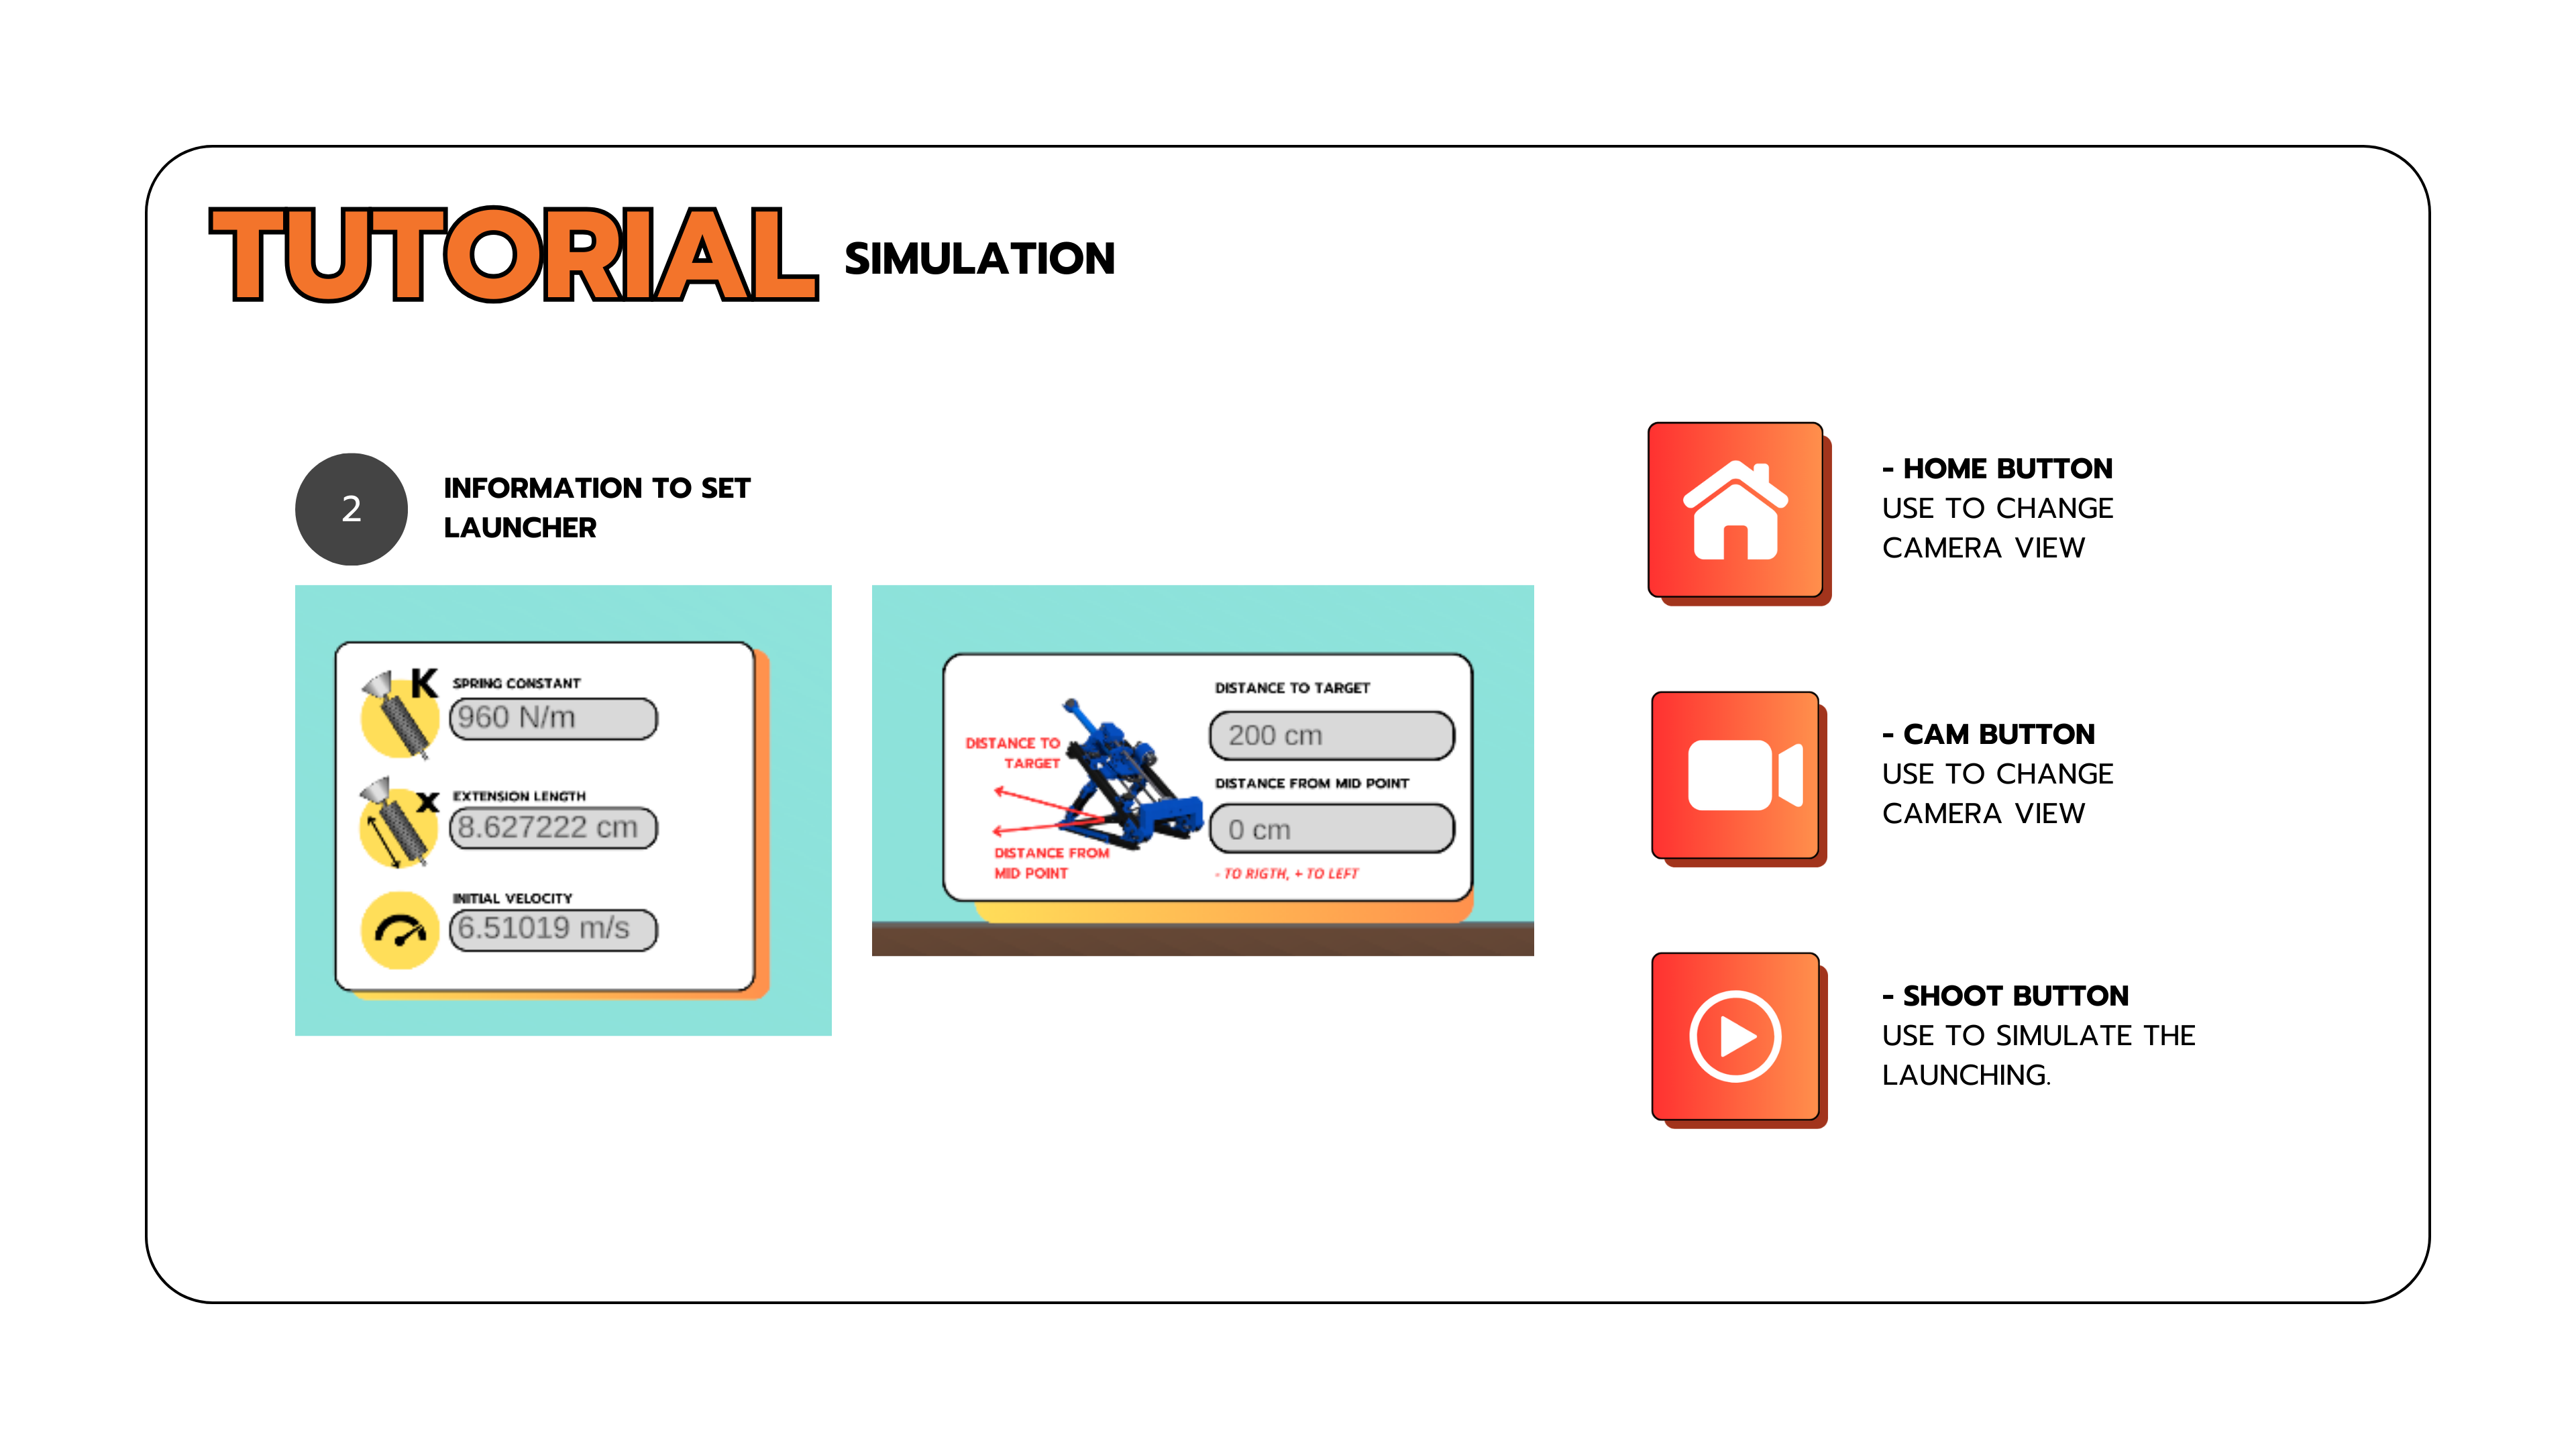 TUTORIAL SIMULATION
2
INFORMATION TO SET
LAUNCHER
K
SPRING CONSTANT
960 N/m
x
EXTENSION LENGTH
8.627222 cm
INITIAL VELOCITY
6.51019 m/s
DISTANCE TO
TARGET
DISTANCE FROM
MID POINT
DISTANCE TO TARGET
200 cm
DISTANCE FROM MID POINT
0 cm
- TO RIGTH, + TO LEFT
- HOME BUTTON
USE TO CHANGE
CAMERA VIEW
- CAM BUTTON
USE TO CHANGE
CAMERA VIEW
- SHOOT BUTTON
USE TO SIMULATE THE
LAUNCHING.